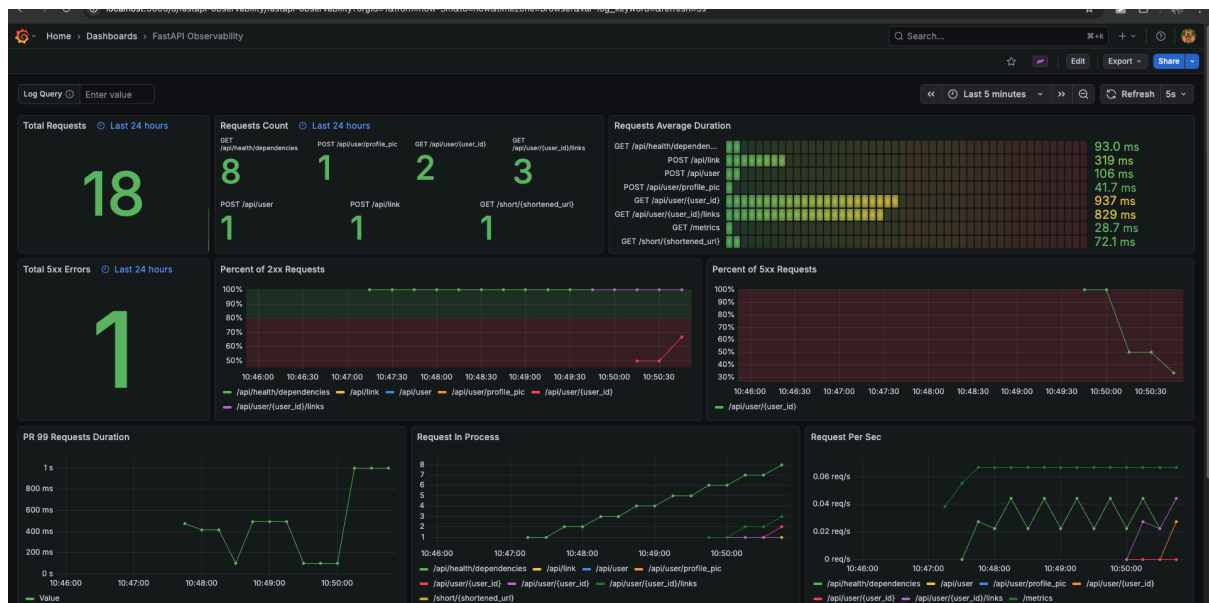 Home › Dashboards › FastAPI Observability
Search...
⌘+k
Edit
Export
Share
Log Query
Enter value
Last 5 minutes
Refresh
5s
Total Requests
Last 24 hours
18
Requests Count
Last 24 hours
GET
/api/health/dependencies
8
POST /api/user/profile_pic
1
GET /api/user/{user_id}
2
GET
/api/user/{user_id}/links
3
POST /api/user
1
POST /api/link
1
GET /short/{shortened_url}
1
Requests Average Duration
GET /api/health/dependen... 93.0 ms
POST /api/link 319 ms
POST /api/user 106 ms
POST /api/user/profile_pic 41.7 ms
GET /api/user/{user_id} 937 ms
GET /api/user/{user_id}/links 829 ms
GET /metrics 28.7 ms
GET /short/{shortened_url} 72.1 ms
Total 5xx Errors
Last 24 hours
1
Percent of 2xx Requests
100%
90%
80%
70%
60%
50%
10:46:00 10:46:30 10:47:00 10:47:30 10:48:00 10:48:30 10:49:00 10:49:30 10:50:00 10:50:30
/api/health/dependencies /api/link /api/user /api/user/profile_pic /api/user/{user_id}
/api/user/{user_id}/links
Percent of 5xx Requests
100%
90%
80%
70%
60%
50%
40%
30%
10:46:00 10:46:30 10:47:00 10:47:30 10:48:00 10:48:30 10:49:00 10:49:30 10:50:00 10:50:30
/api/user/{user_id}
PR 99 Requests Duration
1 s
800 ms
600 ms
400 ms
200 ms
0 s
10:46:00 10:47:00 10:48:00 10:49:00 10:50:00
Value
Request In Process
8
7
6
5
4
3
2
1
10:46:00 10:47:00 10:48:00 10:49:00 10:50:00
/api/health/dependencies /api/link /api/user /api/user/profile_pic
/api/user/{user_id} /api/user/{user_id} /api/user/{user_id}/links
/short/{shortened_url}
Request Per Sec
0.06 req/s
0.04 req/s
0.02 req/s
0 req/s
10:46:00 10:47:00 10:48:00 10:49:00 10:50:00
/api/health/dependencies /api/user /api/user/profile_pic /api/user/{user_id}
/api/user/{user_id} /api/user/{user_id}/links /metrics